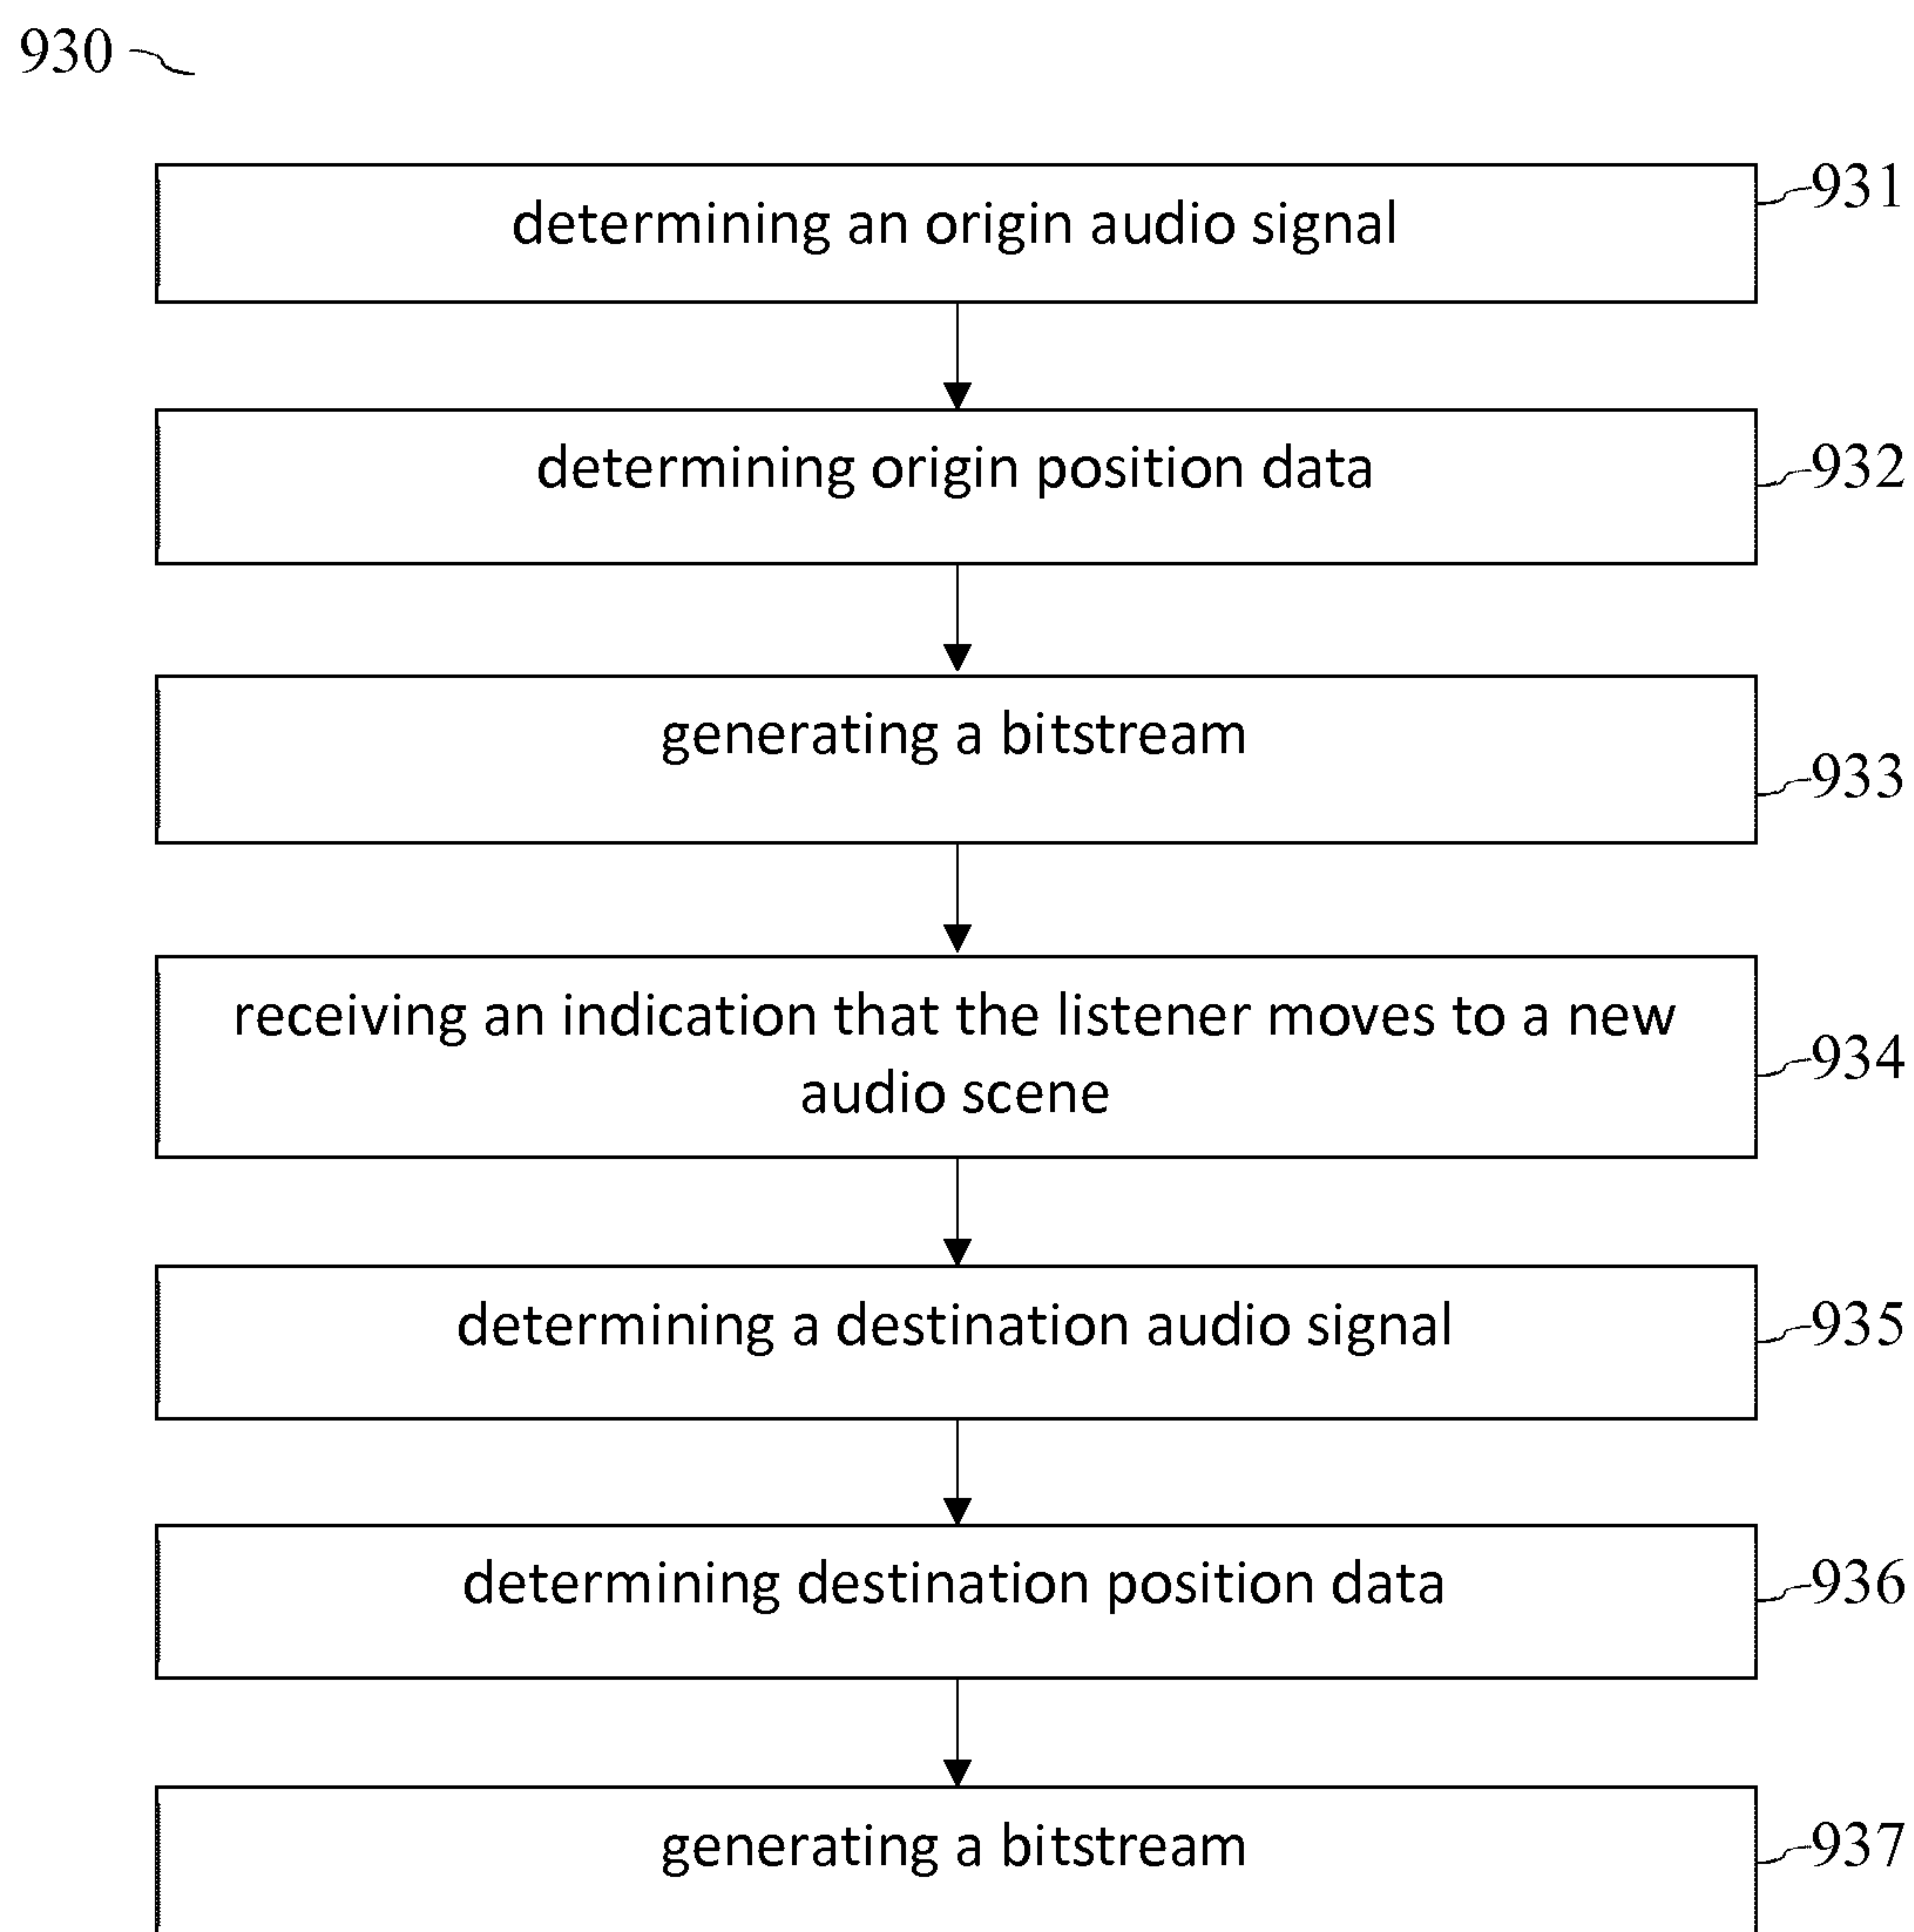 930
determining an origin audio signal
931
determining origin position data
932
generating a bitstream
933
receiving an indication that the listener moves to a new
audio scene
934
determining a destination audio signal
935
determining destination position data
936
generating a bitstream
937